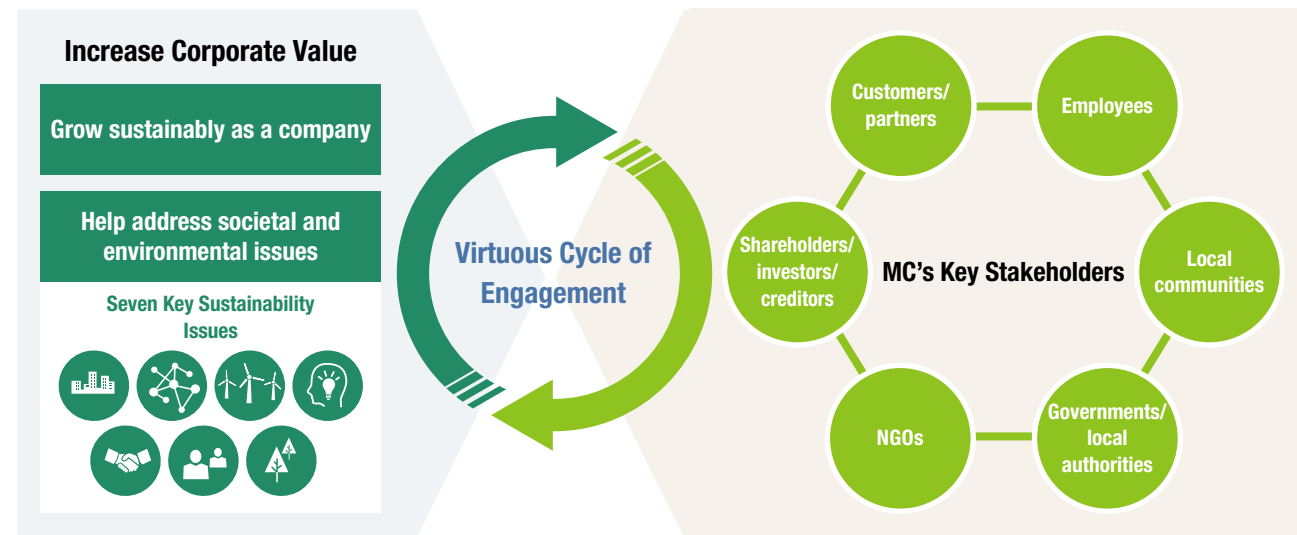 Increase Corporate Value
Grow sustainably as a company
Help address societal and
environmental issues
Seven Key Sustainability
Issues
Virtuous Cycle of
Engagement
Customers/
partners
Employees
Shareholders/
investors/
creditors
MC's Key Stakeholders
Local
communities
NGOs
Governments/
local
authorities